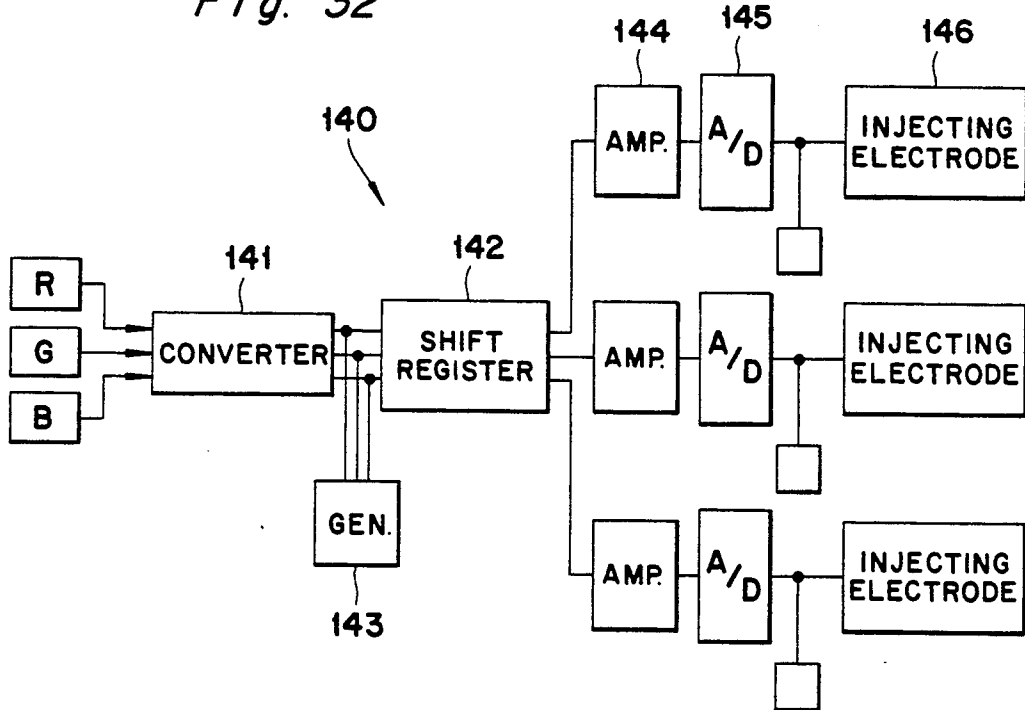 Fig. 32
140
144
145
146
AMP.
A/D
INJECTING
ELECTRODE
141
142
R
G
B
CONVERTER
SHIFT
REGISTER
AMP.
A/D
INJECTING
ELECTRODE
GEN.
143
AMP.
A/D
INJECTING
ELECTRODE